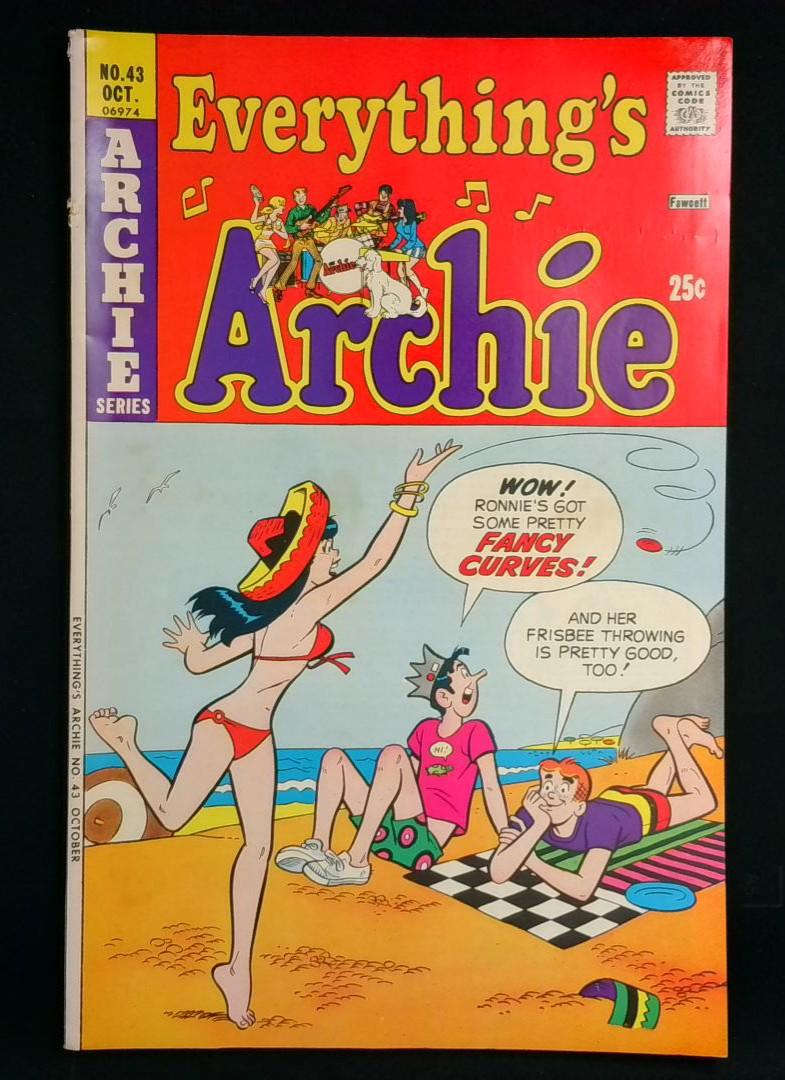 NO. 43
OCT.
06974
ARCHIE
SERIES
Everything's
Archie
APPROVED
BY THE
COMICS
CODE
AUTHORITY
Fawcett
25¢
WOW!
RONNIE'S GOT
SOME PRETTY
FANCY
CURVES!
AND HER
FRISBEE THROWING
IS PRETTY GOOD,
TOO!
HI!
EVERYTHING'S ARCHIE NO. 43 OCTOBER